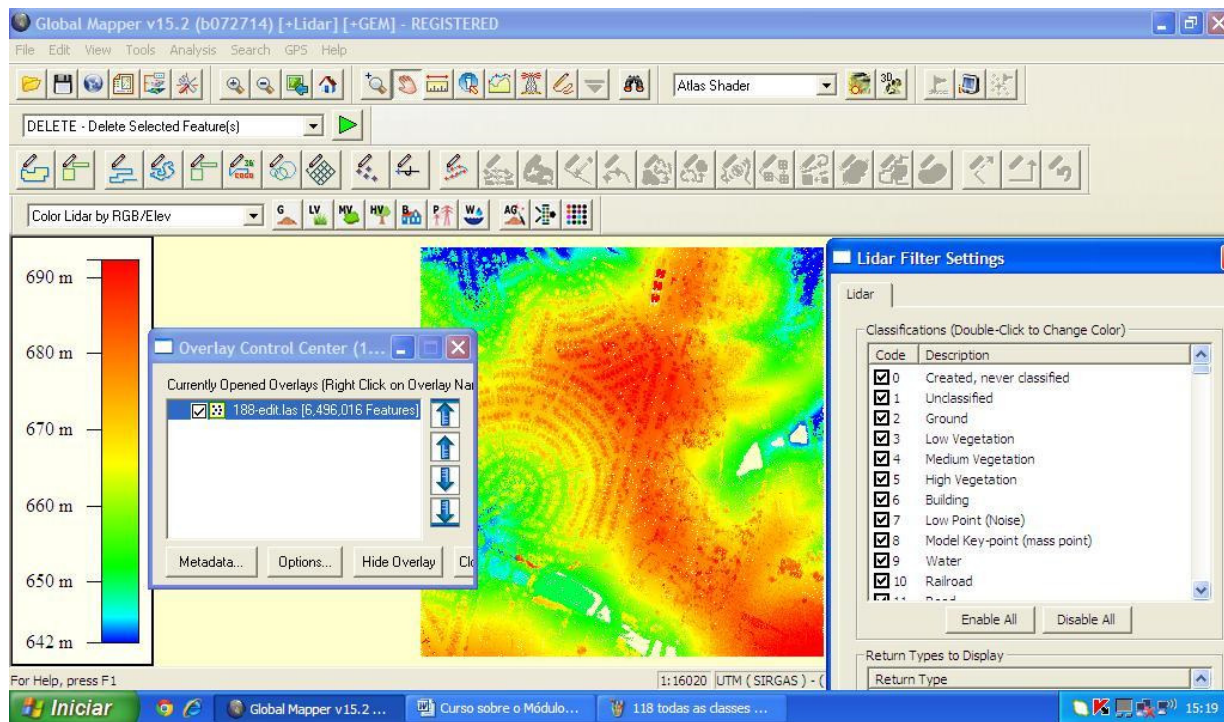 Global Mapper v15.2 (b072714) [+Lidar] [+GEM] - REGISTERED
File Edit View Tools Analysis Search GPS Help
Atlas Shader
DELETE - Delete Selected Feature(s)
Color Lidar by RGB/Elev
690 m
680 m
670 m
660 m
650 m
642 m
Overlay Control Center (1...
Currently Opened Overlays (Right Click on Overlay Na
188-edit.las [6,496,016 Features]
Metadata... Options... Hide Overlay Clo
Lidar Filter Settings
Lidar
Classifications (Double-Click to Change Color)
Code Description
0 Created, never classified
1 Unclassified
2 Ground
3 Low Vegetation
4 Medium Vegetation
5 High Vegetation
6 Building
7 Low Point (Noise)
8 Model Key-point (mass point)
9 Water
10 Railroad
11 Road
Enable All Disable All
Return Types to Display
Return Type
For Help, press F1
1:16020 UTM ( SIRGAS ) - (
Iniciar Global Mapper v15.2 ... Curso sobre o Módulo... 118 todas as classes ... 15:19